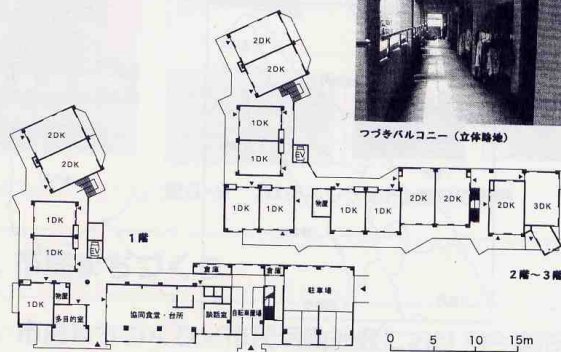 つづきバルコニー（立体路地）
2DK
2DK
1DK
1DK
EV
1DK
1DK
物置
1DK
1DK
2DK
2DK
2DK
3DK
2階~3階
2DK
2DK
1DK
1DK
EV
1階
1DK
物置
多目的室
協同食堂・台所
談話室
倉庫
自転車置場
倉庫
駐車場
0 5 10 15m